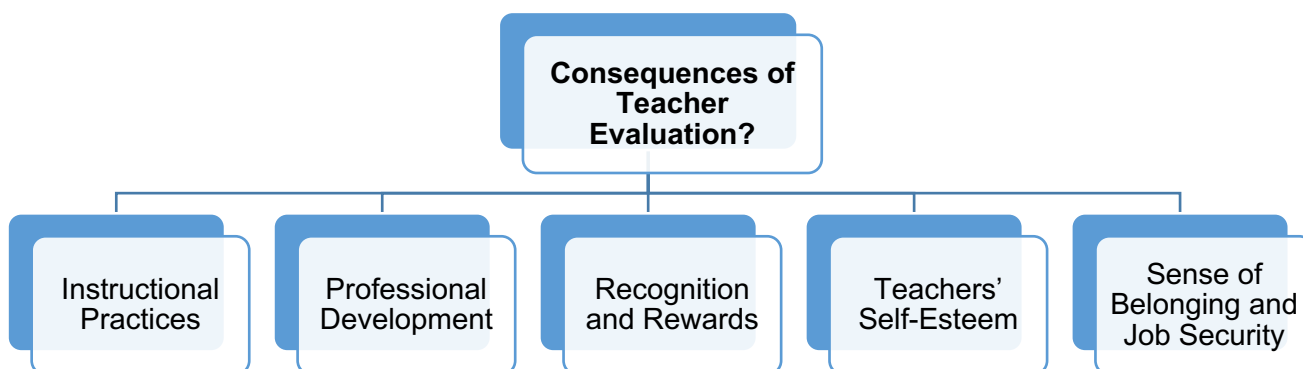 Consequences of
Teacher
Evaluation?
Instructional
Practices
Professional
Development
Recognition
and Rewards
Teachers’
Self-Esteem
Sense of
Belonging and
Job Security